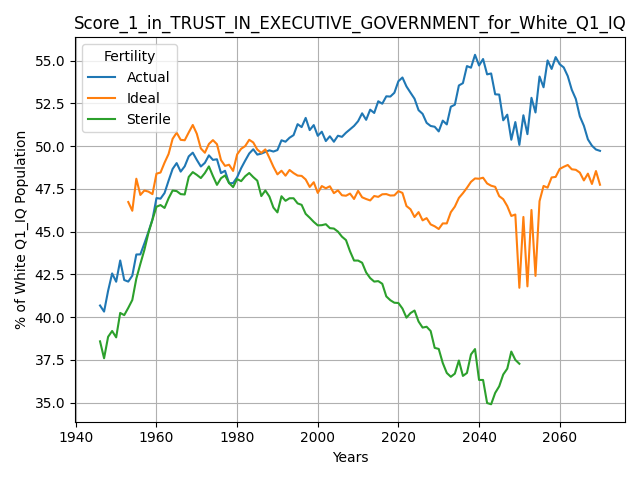 Score_1_in_TRUST_IN_EXECUTIVE_GOVERNMENT_for_White_Q1_IQ
Fertility
Actual
Ideal
Sterile
% of White Q1_IQ Population
55.0
52.5
50.0
47.5
45.0
42.5
40.0
37.5
35.0
1940 1960 1980 2000 2020 2040 2060
Years